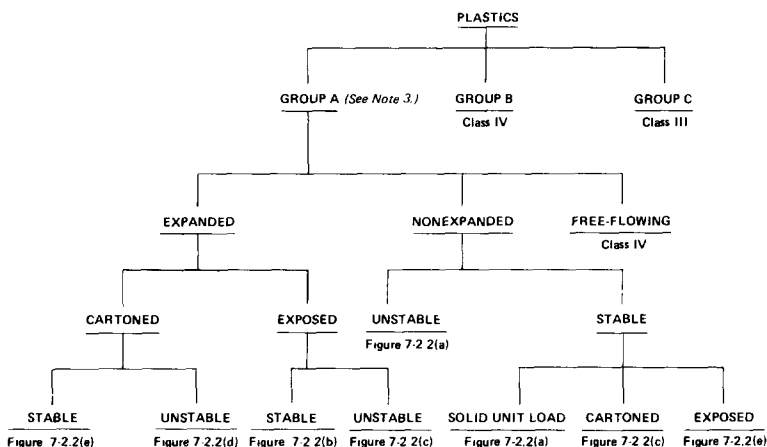 PLASTICS
GROUP A (See Note 3.) GROUP B GROUP C
Class IV Class III
EXPANDED NONEXPANDED FREE-FLOWING
Class IV
CARTONED EXPOSED UNSTABLE STABLE
Figure 7-2 2(a)
STABLE UNSTABLE STABLE UNSTABLE SOLID UNIT LOAD CARTONED EXPOSED
Figure 7-2.2(e) Figure 7-2.2(d) Figure 7-2 2(b) Figure 7-2 2(c) Figure 7-2.2(a) Figure 7-2 2(c) Figure 7-2.2(e)